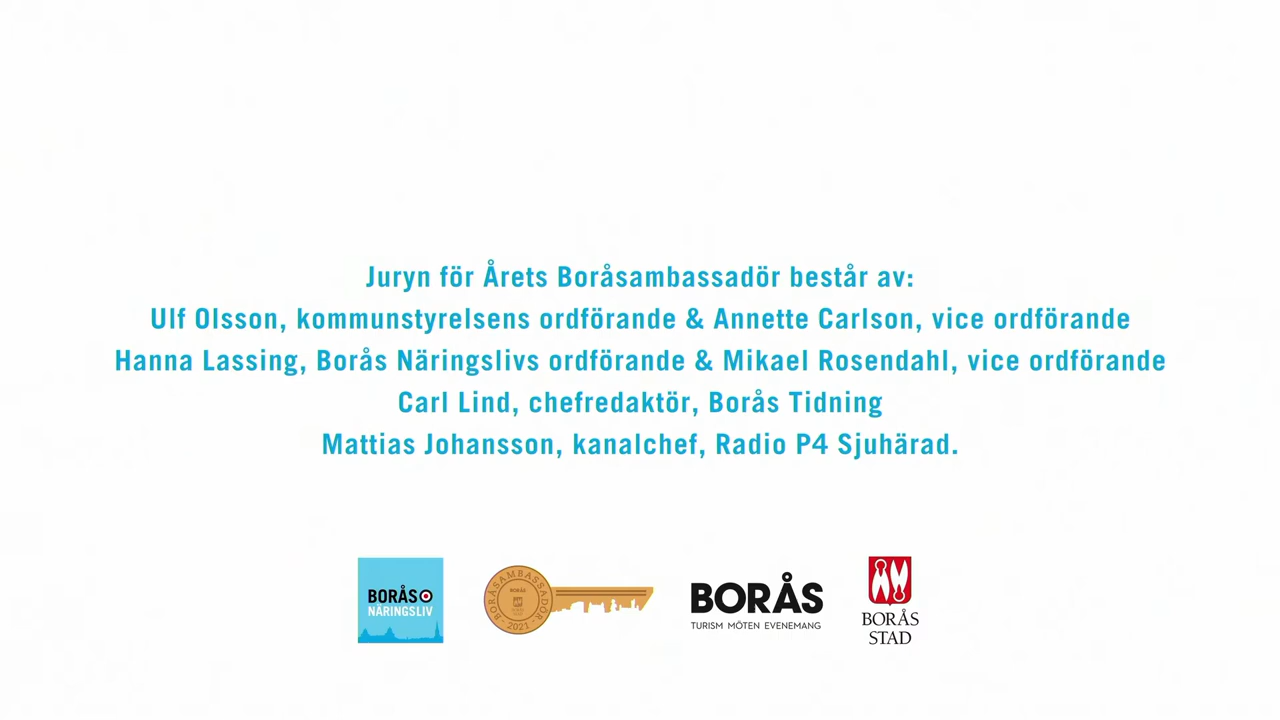 Juryn för Årets Boråsambassadör består av:
Ulf Olsson, kommunstyrelsens ordförande & Annette Carlson, vice ordförande
Hanna Lassing, Borås Näringslivs ordförande & Mikael Rosendahl, vice ordförande
Carl Lind, chefredaktör, Borås Tidning
Mattias Johansson, kanalchef, Radio P4 Sjuhärad.
BORÅS
NÄRINGSLIV
BORÅSAMBASSADÖR
BORÅS
2021
BORÅS
TURISM MÖTEN EVENEMANG
BORÅS
STAD